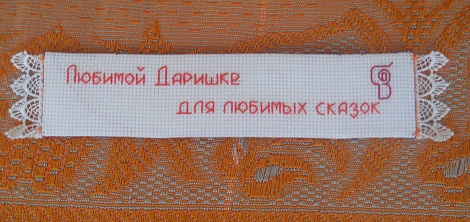 Любимой Даришке
для любимых сказок